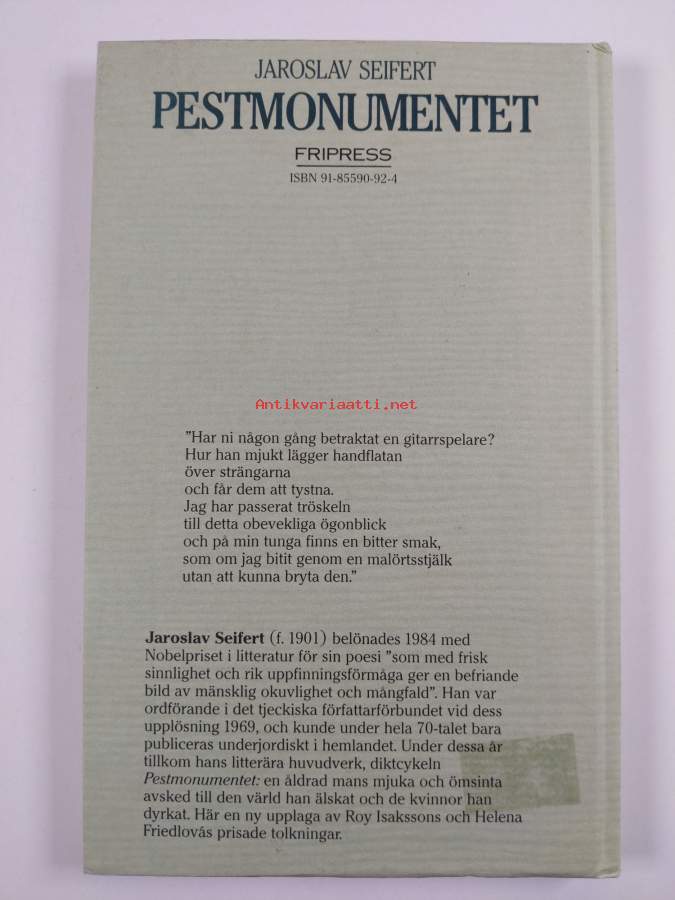 JAROSLAV SEIFERT
PESTMONUMENTET
FRIPRESS
ISBN 91-85590-92-4
Antikvariaatti.net
"Har ni någon gång betraktat en gitarrspelare?
Hur han mjukt lägger handflatan
över strängarna
och får dem att tystna.
Jag har passerat tröskeln
till detta obevekliga ögonblick
och på min tunga finns en bitter smak,
som om jag bitit genom en malörtsstjälk
utan att kunna bryta den."
Jaroslav Seifert (f. 1901) belönades 1984 med
Nobelpriset i litteratur för sin poesi "som med frisk
sinnlighet och rik uppfinningsförmåga ger en befriande
bild av mänsklig okuvlighet och mångfald". Han var
ordförande i det tjeckiska författarförbundet vid dess
upplösning 1969, och kunde under hela 70-talet bara
publiceras underjordiskt i hemlandet. Under dessa år
tillkom hans litterära huvudverk, diktcykeln
Pestmonumentet: en åldrad mans mjuka och ömsinta
avsked till den värld han älskat och de kvinnor han
dyrkat. Här en ny upplaga av Roy Isakssons och Helena
Friedlovás prisade tolkningar.